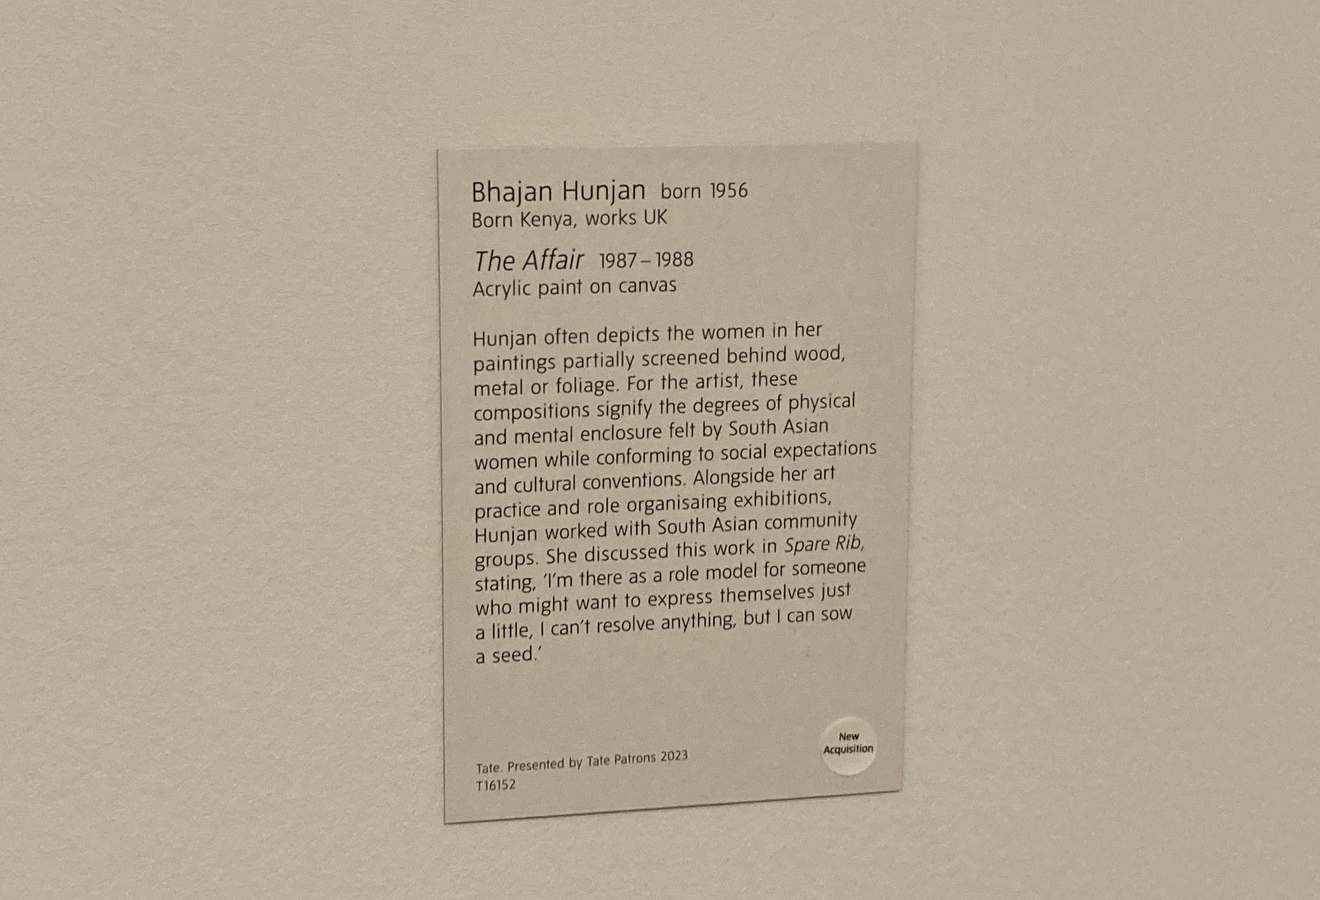 Bhajan Hunjan born 1956
Born Kenya, works UK
The Affair 1987–1988
Acrylic paint on canvas
Hunjan often depicts the women in her
paintings partially screened behind wood,
metal or foliage. For the artist, these
compositions signify the degrees of physical
and mental enclosure felt by South Asian
women while conforming to social expectations
and cultural conventions. Alongside her art
practice and role organisaing exhibitions,
Hunjan worked with South Asian community
groups. She discussed this work in Spare Rib,
stating, ‘I’m there as a role model for someone
who might want to express themselves just
a little, I can’t resolve anything, but I can sow
a seed.‘
Tate. Presented by Tate Patrons 2023
T16152
New
Acquisition